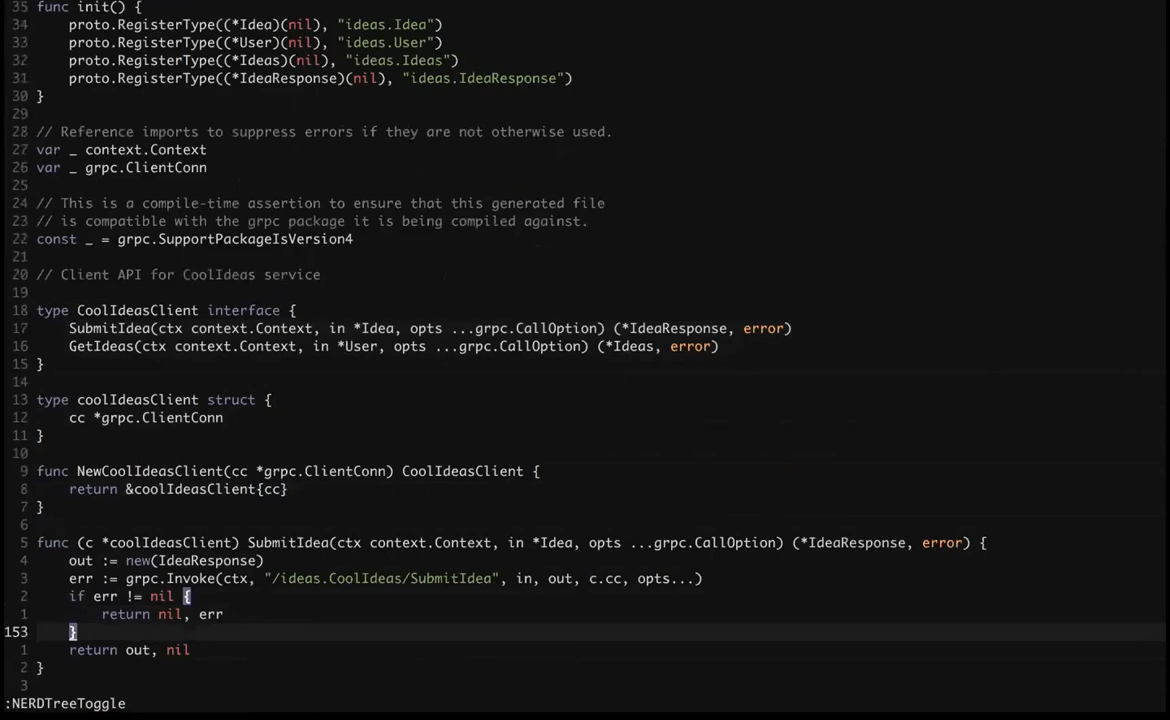 35 func init() {
34     proto.RegisterType((*Idea)(nil), "ideas.Idea")
33     proto.RegisterType((*User)(nil), "ideas.User")
32     proto.RegisterType((*Ideas)(nil), "ideas.Ideas")
31     proto.RegisterType((*IdeaResponse)(nil), "ideas.IdeaResponse")
30 }
29
28 // Reference imports to suppress errors if they are not otherwise used.
27 var _ context.Context
26 var _ grpc.ClientConn
25
24 // This is a compile-time assertion to ensure that this generated file
23 // is compatible with the grpc package it is being compiled against.
22 const _ = grpc.SupportPackageIsVersion4
21
20 // Client API for CoolIdeas service
19
18 type CoolIdeasClient interface {
17     SubmitIdea(ctx context.Context, in *Idea, opts ...grpc.CallOption) (*IdeaResponse, error)
16     GetIdeas(ctx context.Context, in *User, opts ...grpc.CallOption) (*Ideas, error)
15 }
14
13 type coolIdeasClient struct {
12     cc *grpc.ClientConn
11 }
10
9 func NewCoolIdeasClient(cc *grpc.ClientConn) CoolIdeasClient {
8     return &coolIdeasClient{cc}
7 }
6
5 func (c *coolIdeasClient) SubmitIdea(ctx context.Context, in *Idea, opts ...grpc.CallOption) (*IdeaResponse, error) {
4     out := new(IdeaResponse)
3     err := grpc.Invoke(ctx, "/ideas.CoolIdeas/SubmitIdea", in, out, c.cc, opts...)
2     if err != nil {
1         return nil, err
153     }
1     return out, nil
2 }
3
:NERDTreeToggle